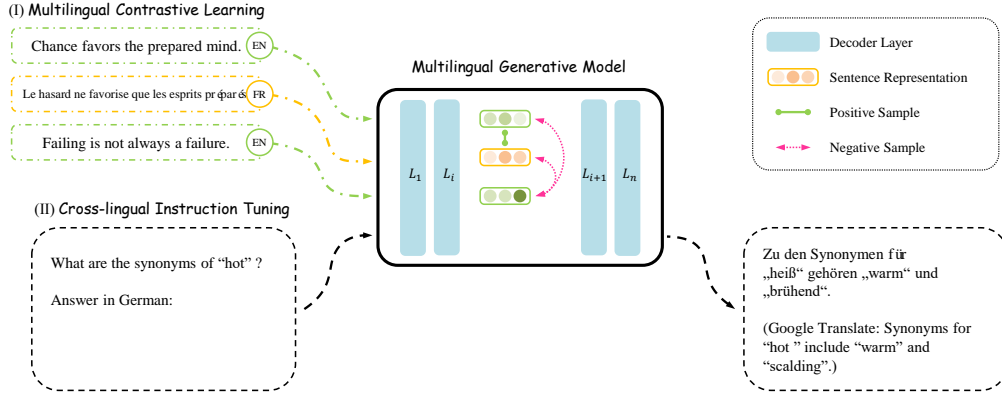 (I) Multilingual Contrastive Learning
Chance favors the prepared mind.
EN
Le hasard ne favorise que les esprits préparés
FR
Failing is not always a failure.
EN
(II) Cross-lingual Instruction Tuning
What are the synonyms of “hot” ?
Answer in German:
Multilingual Generative Model
L1
Li
Li+1
Ln
Decoder Layer
Sentence Representation
Positive Sample
Negative Sample
Zu den Synonymen für
„heiß“ gehören „warm“ und
„brühend“.
(Google Translate: Synonyms for
“hot ” include “warm” and
“scalding”.)